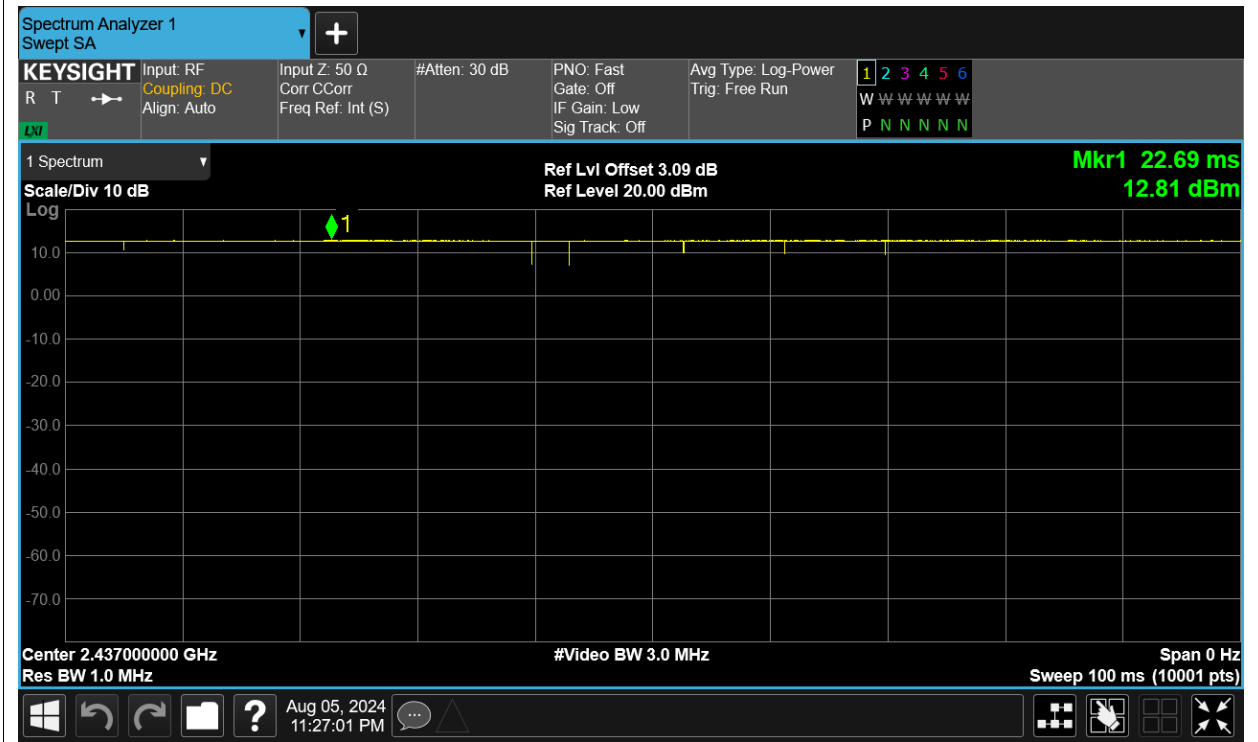 Spectrum Analyzer 1
Swept SA
KEYSIGHT
R T
LXI
Input: RF
Coupling: DC
Align: Auto
Input Z: 50 Ω
Corr CCorr
Freq Ref: Int (S)
#Atten: 30 dB
PNO: Fast
Gate: Off
IF Gain: Low
Sig Track: Off
Avg Type: Log-Power
Trig: Free Run
1 2 3 4 5 6
W W W W W W
P N N N N N
1 Spectrum
Scale/Div 10 dB
Log
Ref Lvl Offset 3.09 dB
Ref Level 20.00 dBm
Mkr1 22.69 ms
12.81 dBm
1
10.0
0.00
-10.0
-20.0
-30.0
-40.0
-50.0
-60.0
-70.0
Center 2.437000000 GHz
Res BW 1.0 MHz
#Video BW 3.0 MHz
Span 0 Hz
Sweep 100 ms (10001 pts)
?
Aug 05, 2024
11:27:01 PM